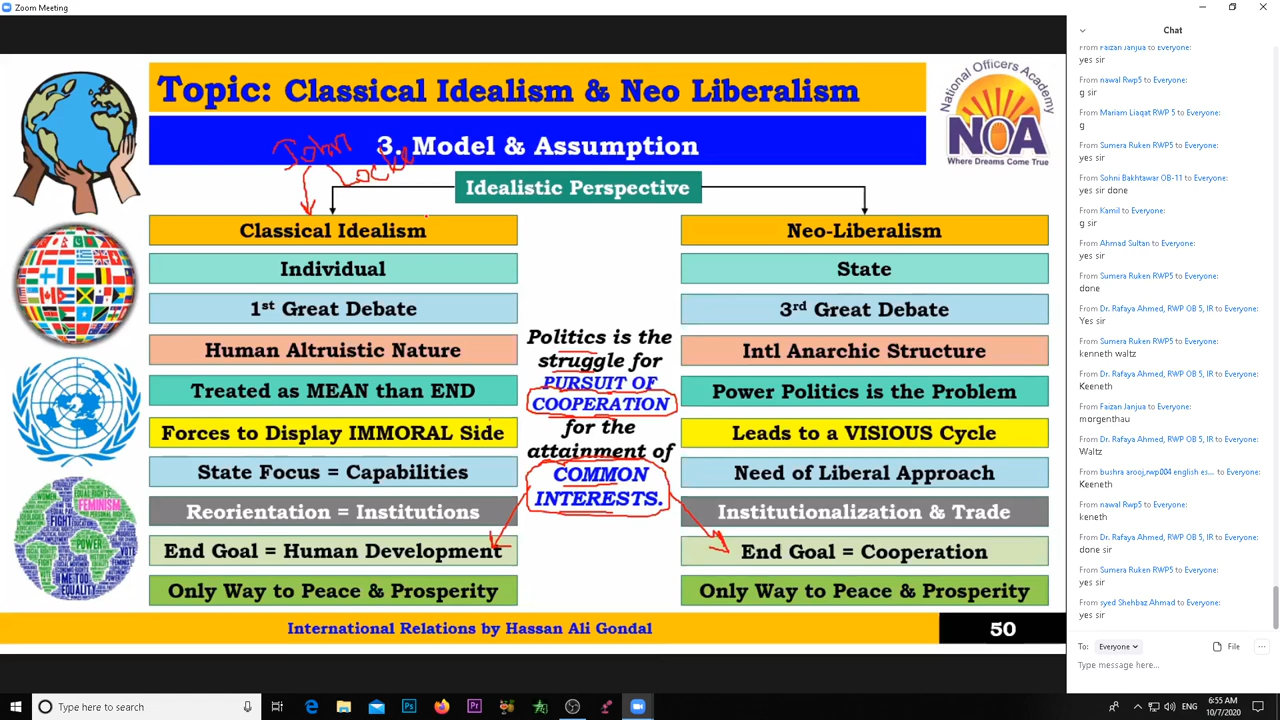 Zoom Meeting
Topic: Classical Idealism & Neo Liberalism
National Officers Academy
NOA
Where Dreams Come True
3. Model & Assumption
John
Locke
Idealistic Perspective
Classical Idealism
Individual
1st Great Debate
Human Altruistic Nature
Treated as MEAN than END
Forces to Display IMMORAL Side
State Focus = Capabilities
Reorientation = Institutions
End Goal = Human Development
Only Way to Peace & Prosperity
Politics is the
struggle for
PURSUIT OF
COOPERATION
for the
attainment of
COMMON
INTERESTS.
Neo-Liberalism
State
3rd Great Debate
Intl Anarchic Structure
Power Politics is the Problem
Leads to a VISIOUS Cycle
Need of Liberal Approach
Institutionalization & Trade
End Goal = Cooperation
Only Way to Peace & Prosperity
International Relations by Hassan Ali Gondal
50
Chat
From Faizan Janjua to Everyone:
yes sir
From nawal Rwp5 to Everyone:
g sir
From Mariam Liaqat RWP 5 to Everyone:
g
From Sumera Ruken RWP5 to Everyone:
yes sir
From Sohni Bakhtawar OB-11 to Everyone:
yes sir done
From Kamil to Everyone:
g sir
From Ahmad Sultan to Everyone:
yes sir
From Sumera Ruken RWP5 to Everyone:
done
From Dr. Rafaya Ahmed, RWP OB 5, IR to Everyone:
Yes sir
From Sumera Ruken RWP5 to Everyone:
kenneth waltz
From Dr. Rafaya Ahmed, RWP OB 5, IR to Everyone:
Keeneth
From Faizan Janjua to Everyone:
morgenthau
From Dr. Rafaya Ahmed, RWP OB 5, IR to Everyone:
Waltz
From bushra arooj,rwp004 english es... to Everyone:
Keeneth
From nawal Rwp5 to Everyone:
keneth
From Dr. Rafaya Ahmed, RWP OB 5, IR to Everyone:
done sir
From Sumera Ruken RWP5 to Everyone:
yes sir
From syed Shehbaz Ahmad to Everyone:
yes sir
To: Everyone
File
Type message here...
Type here to search
ENG
6:55 AM
10/7/2020